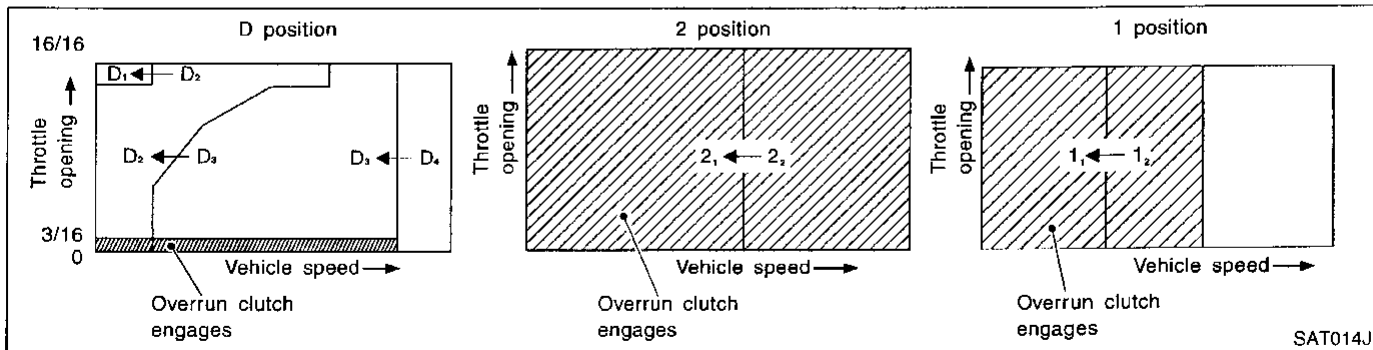 D position
16/16
D₁ ← D₂
Throttle opening →
D₂ ← D₃
D₃ ← D₄
3/16
0
Vehicle speed →
Overrun clutch
engages
2 position
Throttle
opening →
2₁ ← 2₂
Vehicle speed →
Overrun clutch
engages
1 position
Throttle
opening →
1₁ ← 1₂
Vehicle speed →
Overrun clutch
engages
SAT014J